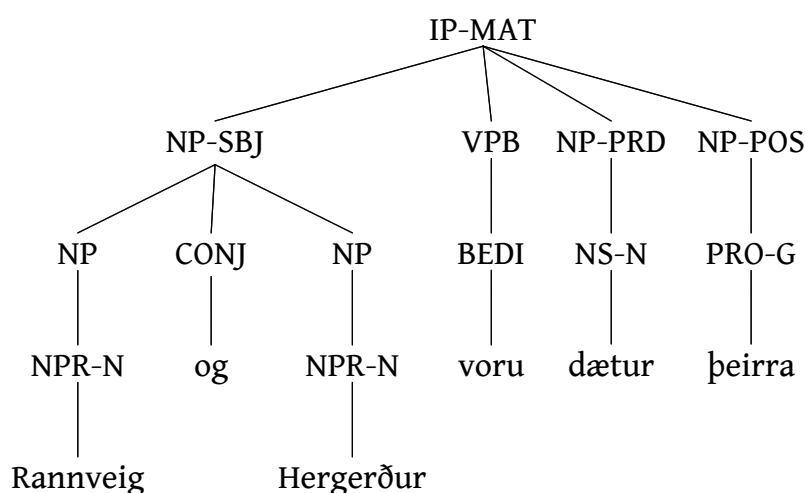 IP-MAT
NP-SBJ VPB NP-PRD NP-POS
NP CONJ NP BEDI NS-N PRO-G
NPR-N og NPR-N voru dætur þeirra
Rannveig Hergerður